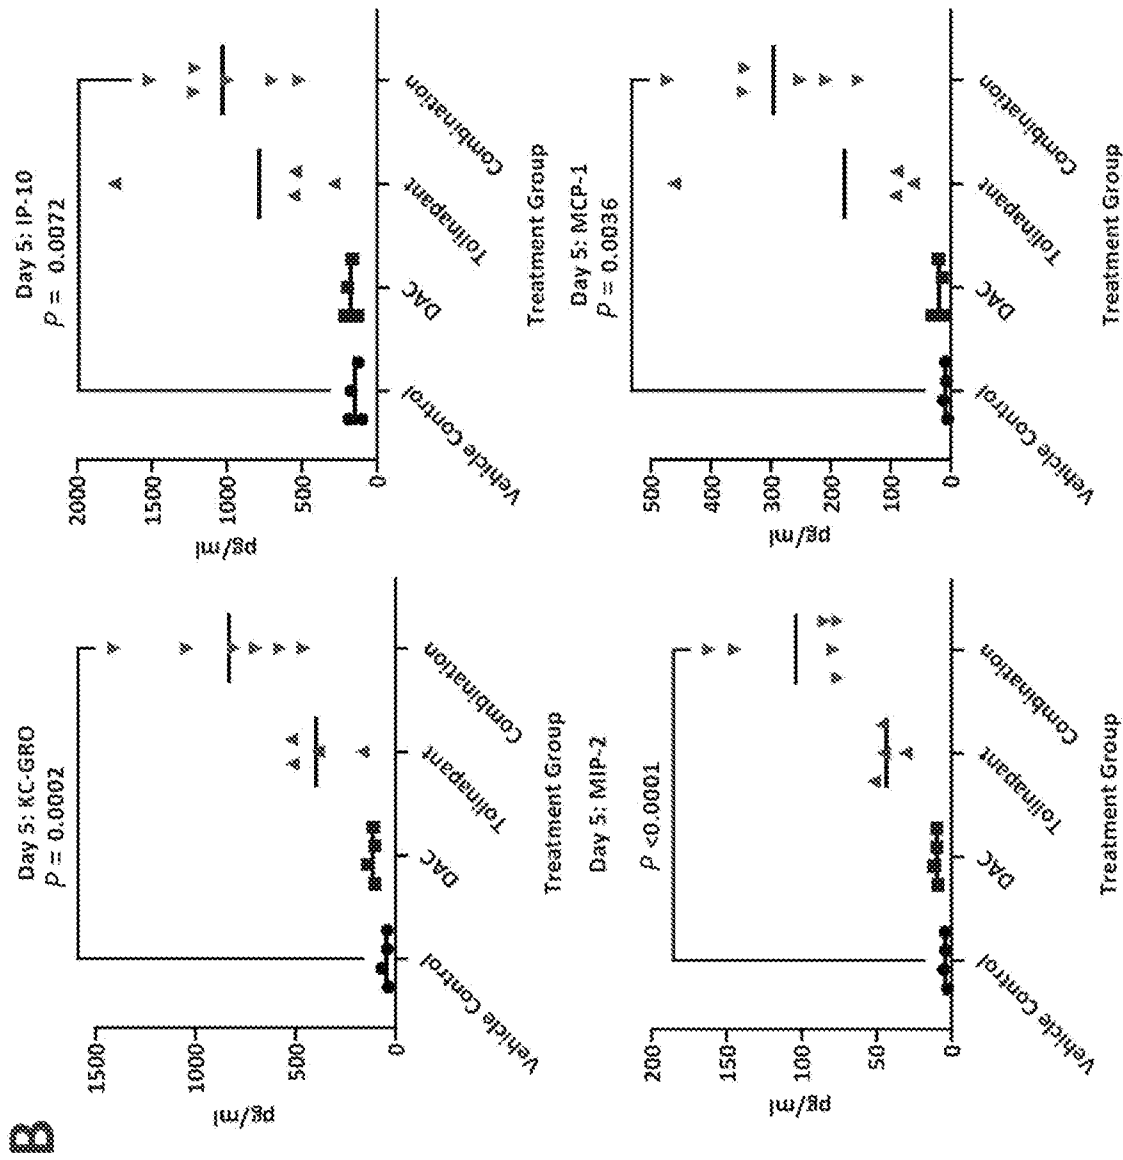 B
Day 5: KC-GRO
P = 0.0002
1500
1000
500
0
pg/ml
Vehicle Control
DAC
Tolinapant
Combination
Treatment Group
Day 5: IP-10
P = 0.0072
2000
1500
1000
500
0
pg/ml
Vehicle Control
DAC
Tolinapant
Combination
Treatment Group
Day 5: MIP-2
P <0.0001
200
150
100
50
0
pg/ml
Vehicle Control
DAC
Tolinapant
Combination
Treatment Group
Day 5: MCP-1
P = 0.0036
500
400
300
200
100
0
pg/ml
Vehicle Control
DAC
Tolinapant
Combination
Treatment Group